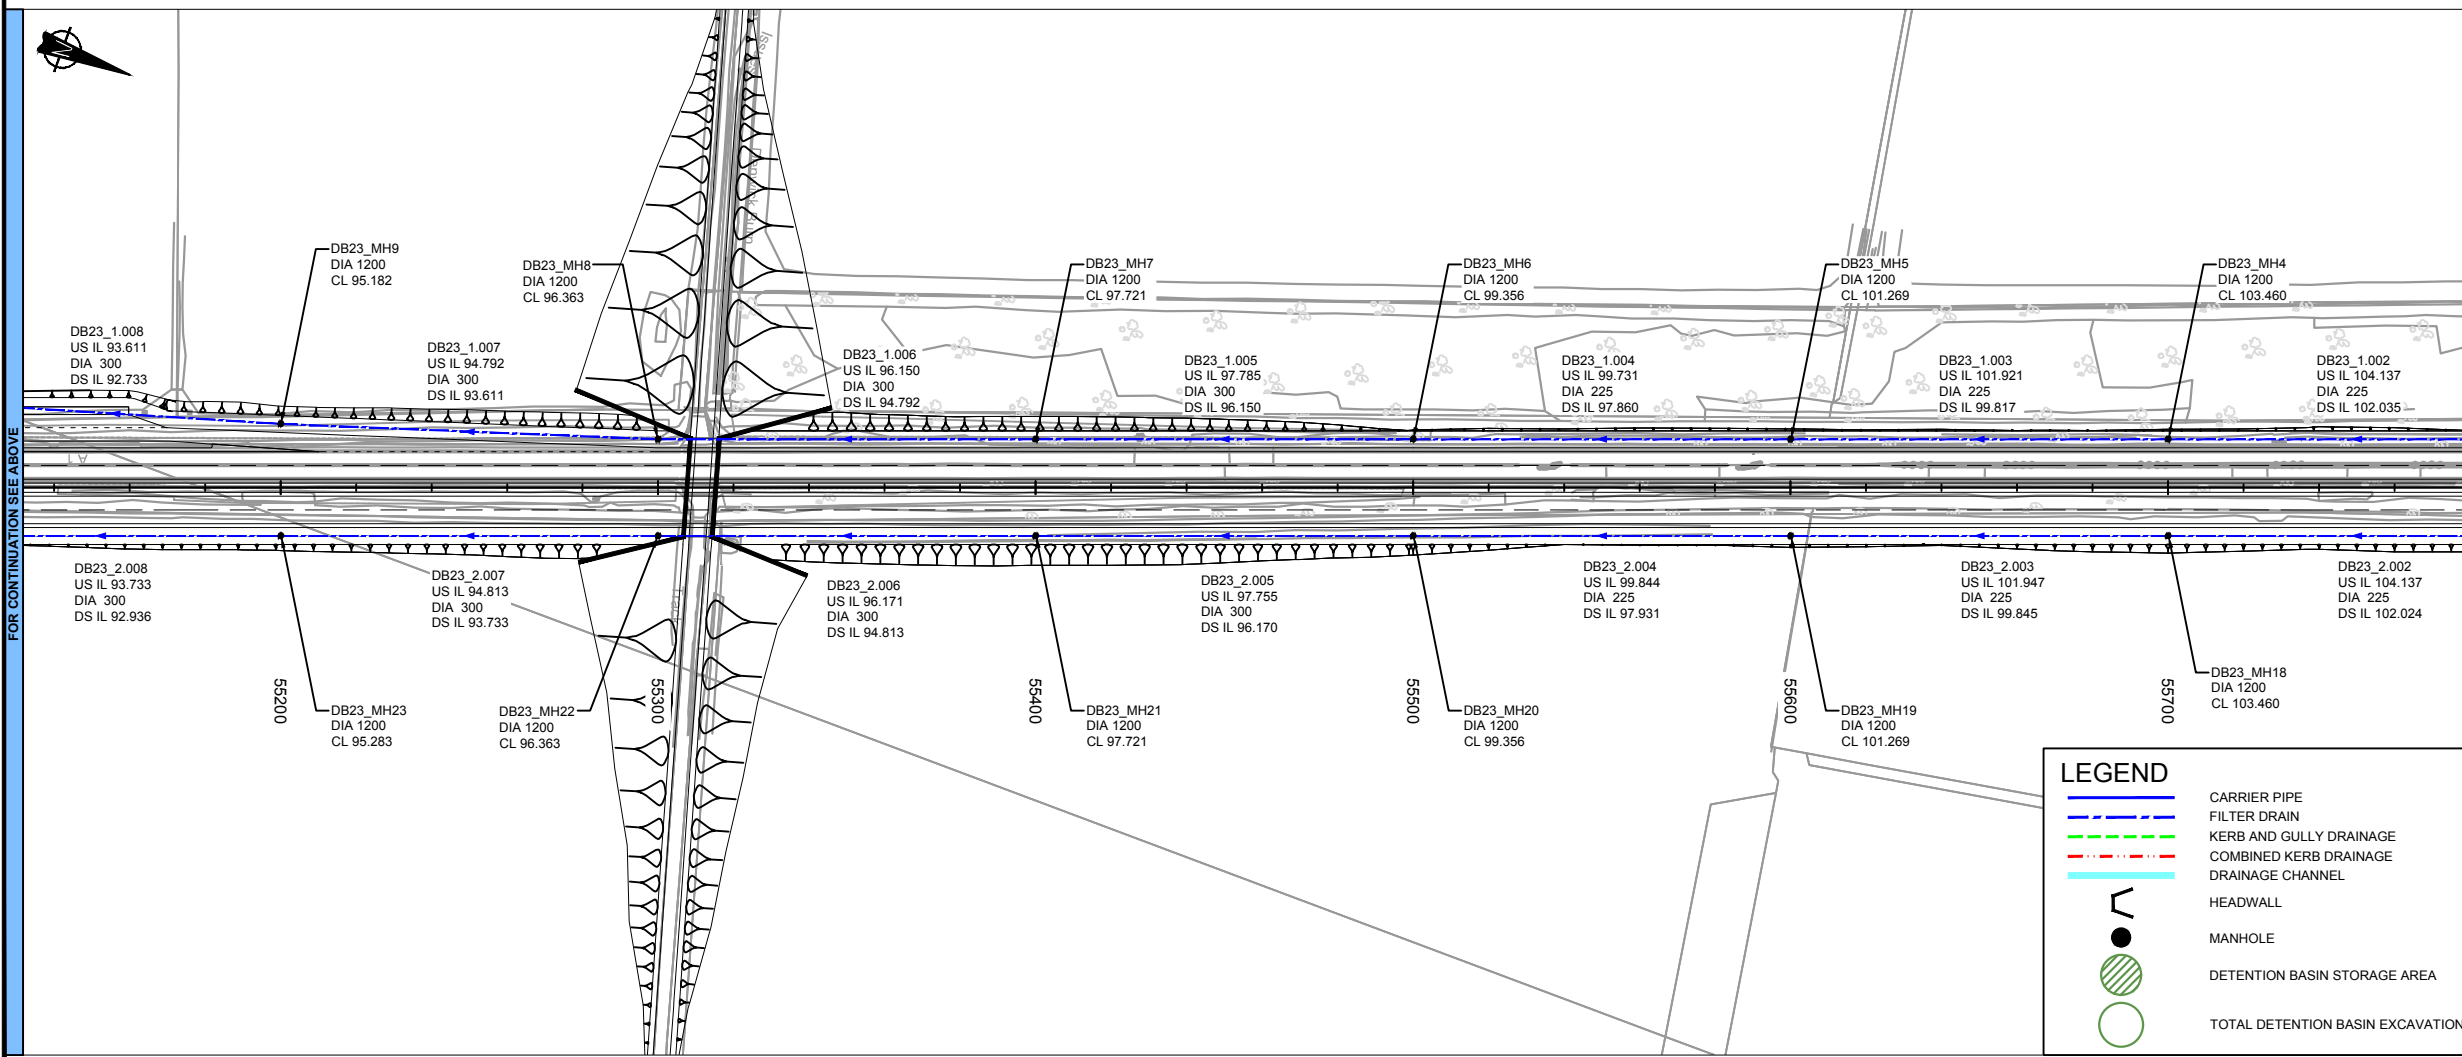 FOR CONTINUATION SEE ABOVE
N
DB23_MH9
DIA 1200
CL 95.182
DB23_MH8
DIA 1200
CL 96.363
DB23_MH7
DIA 1200
CL 97.721
DB23_MH6
DIA 1200
CL 99.356
DB23_MH5
DIA 1200
CL 101.269
DB23_MH4
DIA 1200
CL 103.460
DB23_1.008
US IL 93.611
DIA 300
DS IL 92.733
DB23_1.007
US IL 94.792
DIA 300
DS IL 93.611
DB23_1.006
US IL 96.150
DIA 300
DS IL 94.792
DB23_1.005
US IL 97.785
DIA 300
DS IL 96.150
DB23_1.004
US IL 99.731
DIA 225
DS IL 97.860
DB23_1.003
US IL 101.921
DIA 225
DS IL 99.817
DB23_1.002
US IL 104.137
DIA 225
DS IL 102.035
A1
DB23_2.008
US IL 93.733
DIA 300
DS IL 92.936
DB23_2.007
US IL 94.813
DIA 300
DS IL 93.733
DB23_2.006
US IL 96.171
DIA 300
DS IL 94.813
DB23_2.005
US IL 97.755
DIA 300
DS IL 96.170
DB23_2.004
US IL 99.844
DIA 225
DS IL 97.931
DB23_2.003
US IL 101.947
DIA 225
DS IL 99.845
DB23_2.002
US IL 104.137
DIA 225
DS IL 102.024
Track
55200
55300
55400
55500
55600
55700
DB23_MH23
DIA 1200
CL 95.283
DB23_MH22
DIA 1200
CL 96.363
DB23_MH21
DIA 1200
CL 97.721
DB23_MH20
DIA 1200
CL 99.356
DB23_MH19
DIA 1200
CL 101.269
DB23_MH18
DIA 1200
CL 103.460
LEGEND
CARRIER PIPE
FILTER DRAIN
KERB AND GULLY DRAINAGE
COMBINED KERB DRAINAGE
DRAINAGE CHANNEL
HEADWALL
MANHOLE
DETENTION BASIN STORAGE AREA
TOTAL DETENTION BASIN EXCAVATION